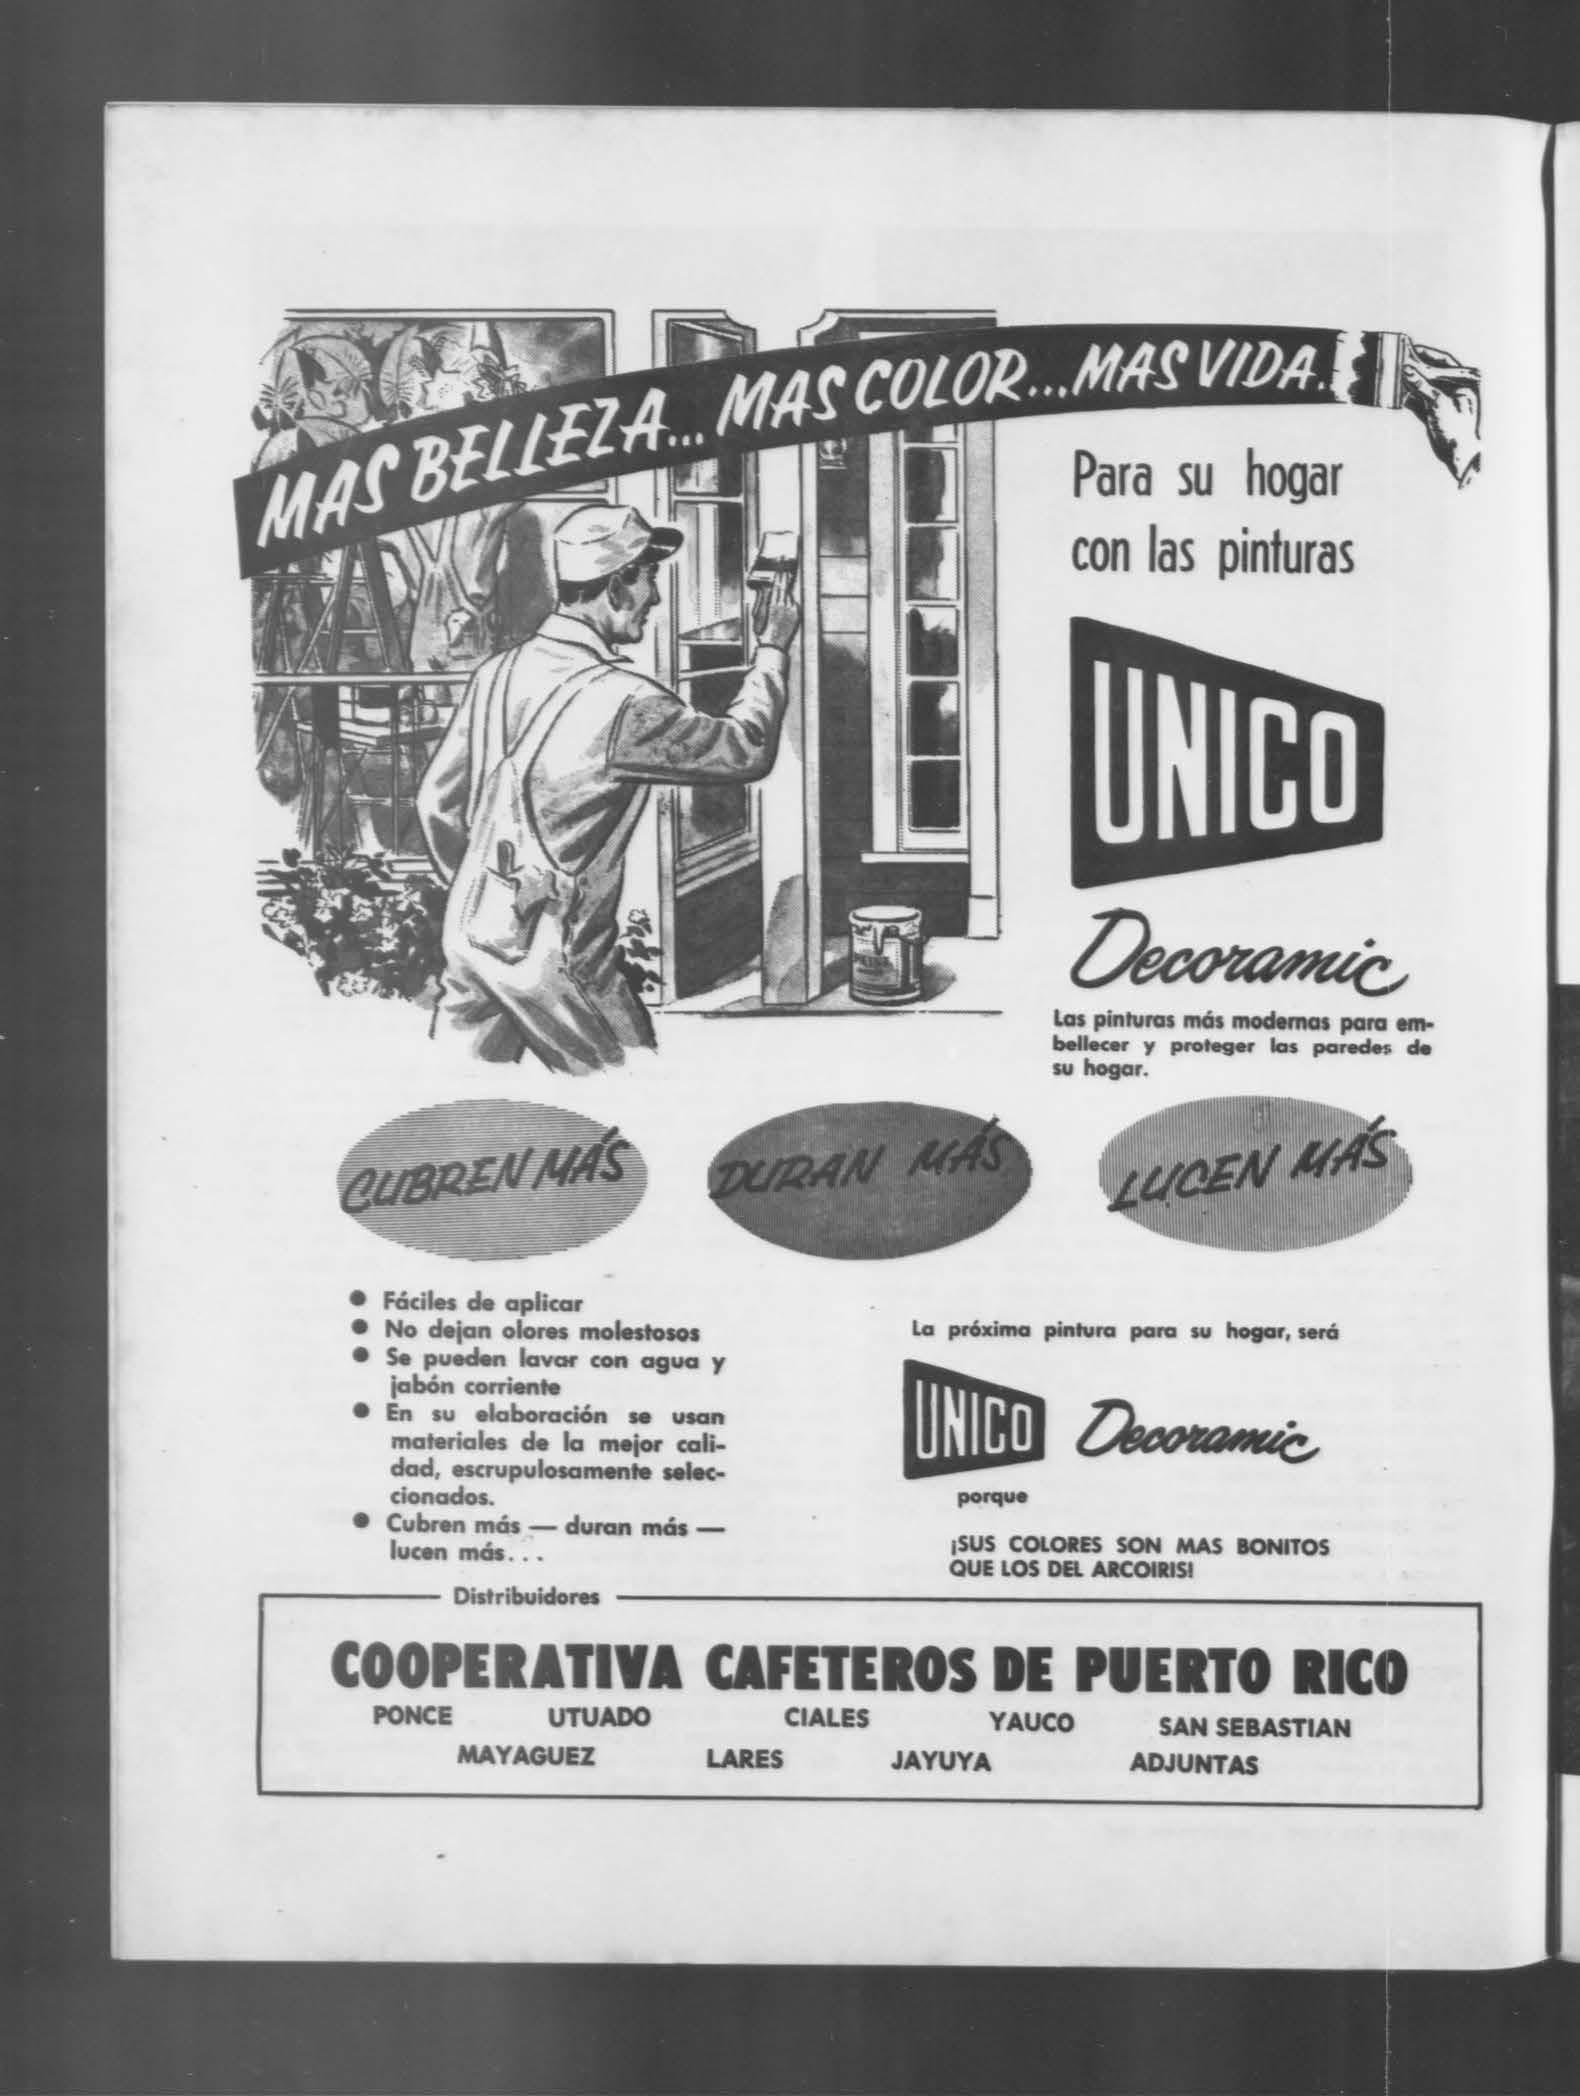 MAS BELLEZA... MAS COLOR... MAS VIDA..
Para su hogar
con las pinturas
UNICO
Decoramic
Las pinturas más modernas para em-
bellecer y proteger las paredes de
su hogar.
CUBREN MÁS
DURAN MÁS
LUCEN MÁS
● Fáciles de aplicar
● No dejan olores molestosos
● Se pueden lavar con agua y
jabón corriente
● En su elaboración se usan
materiales de la mejor cali-
dad, escrupulosamente selec-
cionados.
● Cubren más — duran más —
lucen más...
La próxima pintura para su hogar, será
UNICO Decoramic
porque
¡SUS COLORES SON MAS BONITOS
QUE LOS DEL ARCOIRIS!
Distribuidores
COOPERATIVA CAFETEROS DE PUERTO RICO
PONCE UTUADO CIALES YAUCO SAN SEBASTIAN
MAYAGUEZ LARES JAYUYA ADJUNTAS